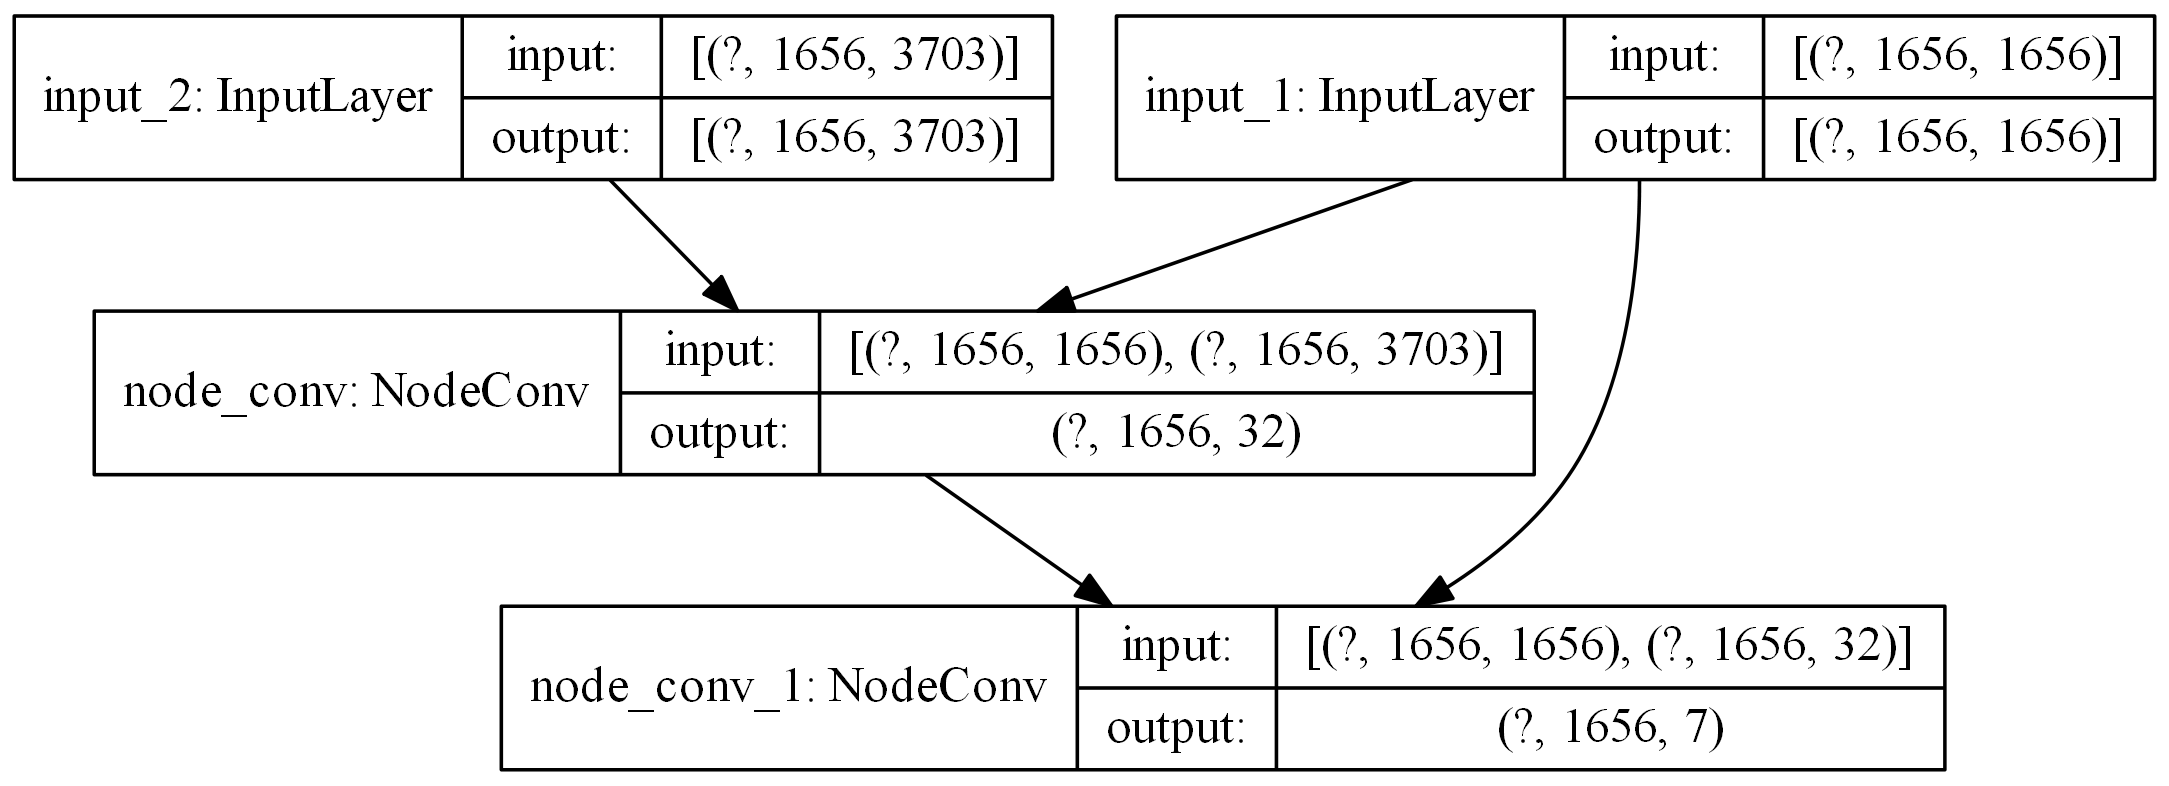 input_2: InputLayer
input:
[(?, 1656, 3703)]
output:
[(?, 1656, 3703)]
input_1: InputLayer
input:
[(?, 1656, 1656)]
output:
[(?, 1656, 1656)]
node_conv: NodeConv
input:
[(?, 1656, 1656), (?, 1656, 3703)]
output:
(?, 1656, 32)
node_conv_1: NodeConv
input:
[(?, 1656, 1656), (?, 1656, 32)]
output:
(?, 1656, 7)